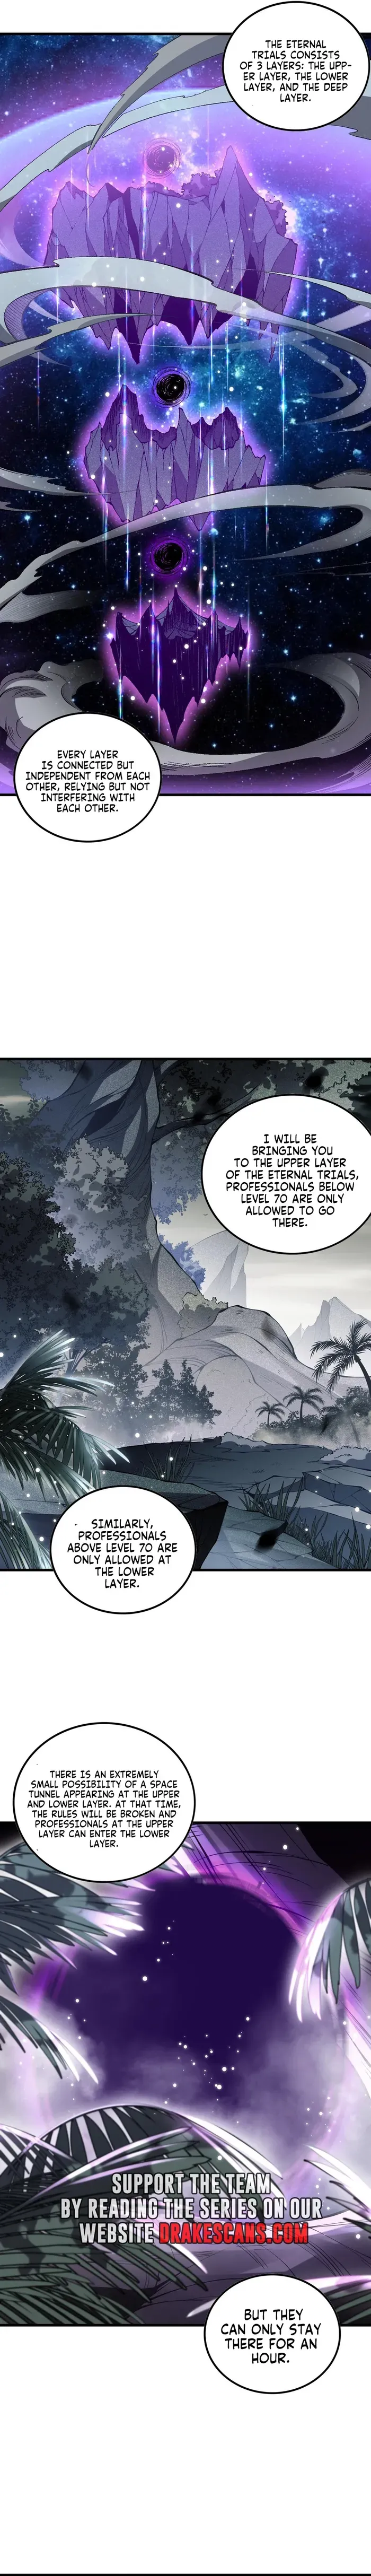 THE ETERNAL
TRIALS CONSISTS
OF 3 LAYERS: THE UPP-
ER LAYER, THE LOWER
LAYER, AND THE DEEP
LAYER.
EVERY LAYER
IS CONNECTED BUT
INDEPENDENT FROM EACH
OTHER, RELYING BUT NOT
INTERFERING WITH
EACH OTHER.
I WILL BE
BRINGING YOU
TO THE UPPER LAYER
OF THE ETERNAL TRIALS,
PROFESSIONALS BELOW
LEVEL 70 ARE ONLY
ALLOWED TO GO
THERE.
SIMILARLY,
PROFESSIONALS
ABOVE LEVEL 70 ARE
ONLY ALLOWED AT
THE LOWER
LAYER.
THERE IS AN EXTREMELY
SMALL POSSIBILITY OF A SPACE
TUNNEL APPEARING AT THE UPPER
AND LOWER LAYER. AT THAT TIME,
THE RULES WILL BE BROKEN AND
PROFESSIONALS AT THE UPPER
LAYER CAN ENTER THE LOWER
LAYER.
SUPPORT THE TEAM
BY READING THE SERIES ON OUR
WEBSITE DRAKESCANS.COM
BUT THEY
CAN ONLY STAY
THERE FOR AN
HOUR.